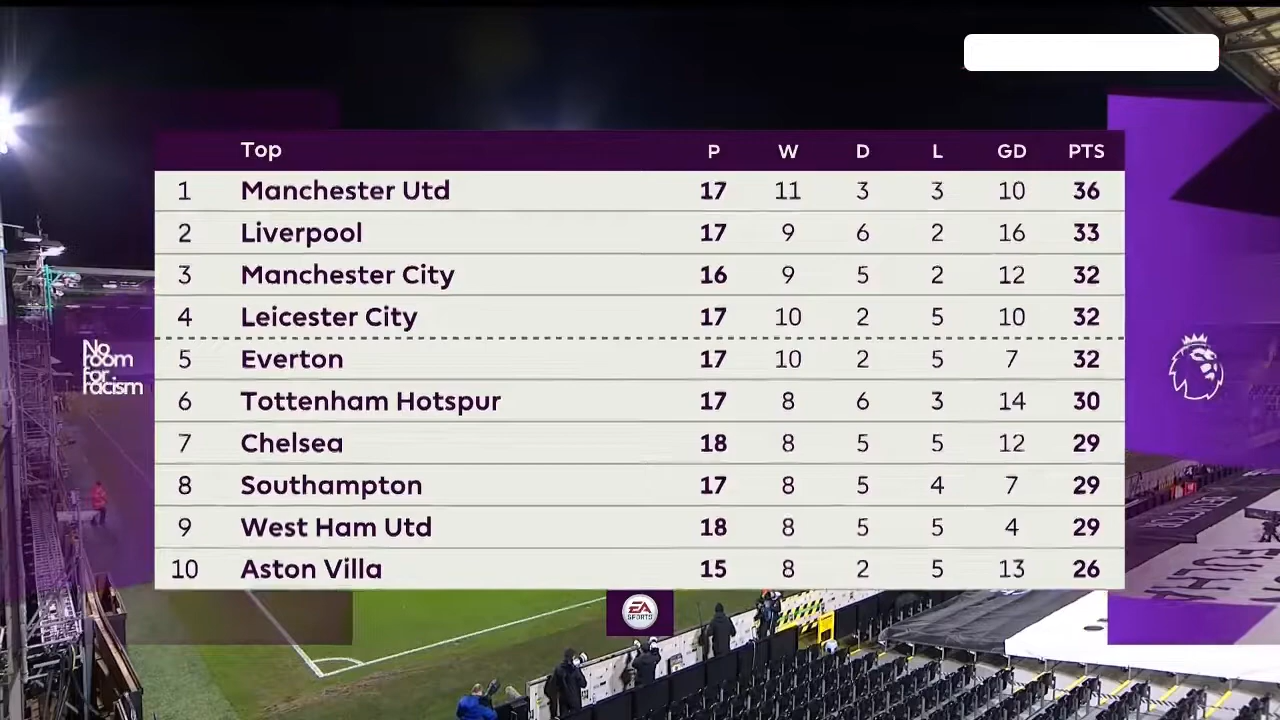 Top P W D L GD PTS
1 Manchester Utd 17 11 3 3 10 36
2 Liverpool 17 9 6 2 16 33
3 Manchester City 16 9 5 2 12 32
4 Leicester City 17 10 2 5 10 32
5 Everton 17 10 2 5 7 32
6 Tottenham Hotspur 17 8 6 3 14 30
7 Chelsea 18 8 5 5 12 29
8 Southampton 17 8 5 4 7 29
9 West Ham Utd 18 8 5 5 4 29
10 Aston Villa 15 8 2 5 13 26
No
room
for
racism
EA
SPORTS